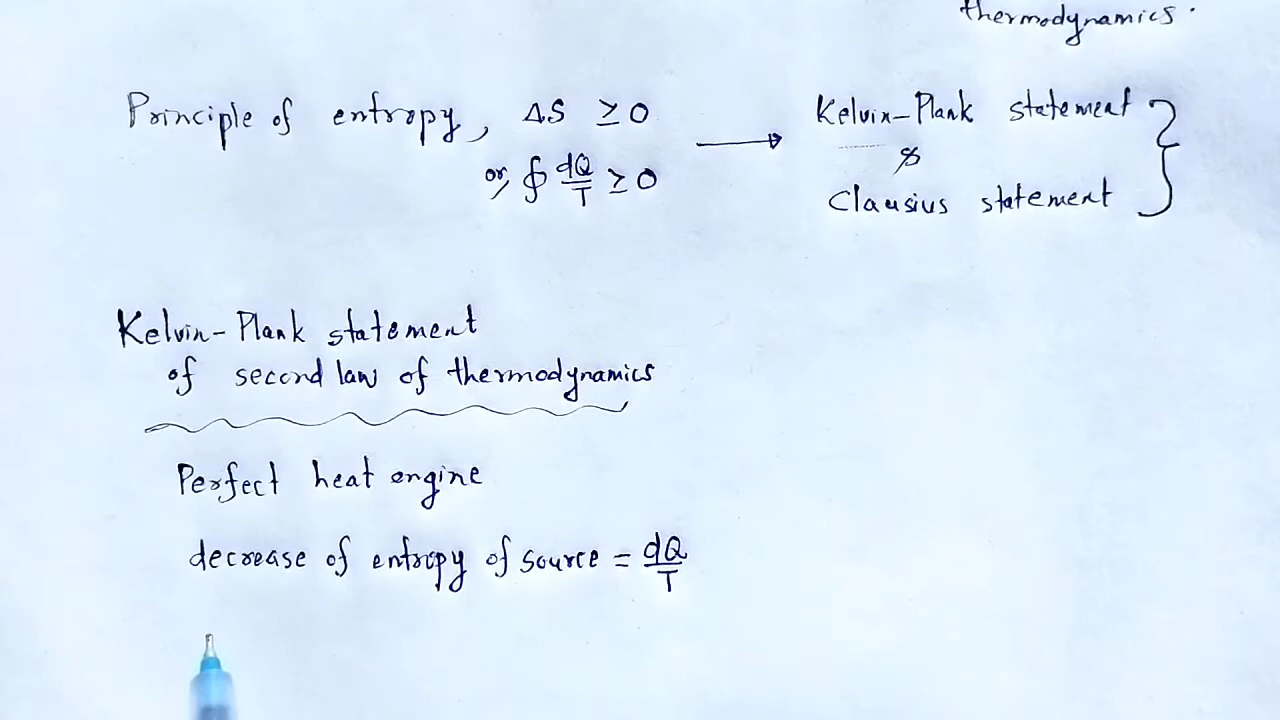 thermodynamics.
Principle of entropy, ΔS ≥ 0 → Kelvin-Plank statement
&
or, ∮ dQ/T ≥ 0
Clausius statement
Kelvin-Plank statement
of second law of thermodynamics
Perfect heat engine
decrease of entropy of source = dQ/T